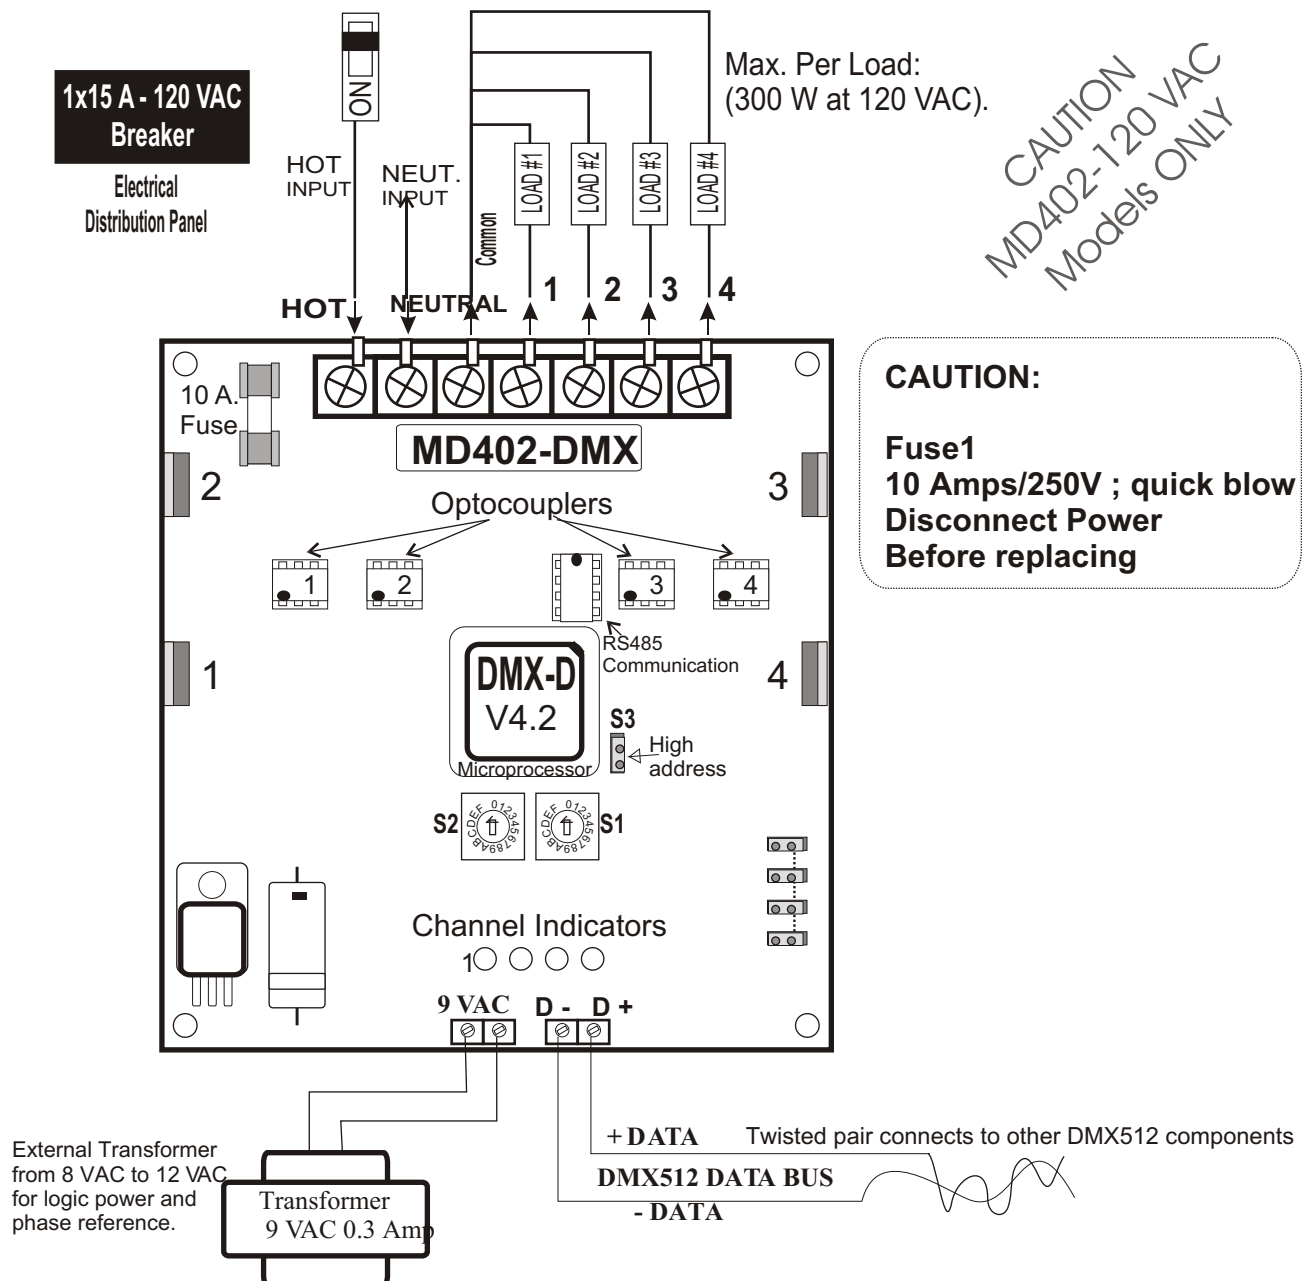 1x15 A - 120 VAC
Breaker
Electrical
Distribution Panel
ON
HOT
INPUT
NEUT.
INPUT
Common
LOAD #1
LOAD #2
LOAD #3
LOAD #4
Max. Per Load:
(300 W at 120 VAC).
CAUTION
MD402-120 VAC
Models ONLY
HOT
NEUTRAL
1
2
3
4
10 A.
Fuse
MD402-DMX
CAUTION:
Fuse1
10 Amps/250V ; quick blow
Disconnect Power
Before replacing
2
3
Optocouplers
1
2
3
4
RS485
Communication
1
4
DMX-D
V4.2
Microprocessor
S3
High
address
S2
0123456789ABCDEF
0123456789ABCDEF
S1
Channel Indicators
1
9 VAC
D -
D +
External Transformer
from 8 VAC to 12 VAC
for logic power and
phase reference.
Transformer
9 VAC 0.3 Amp
+ DATA
Twisted pair connects to other DMX512 components
DMX512 DATA BUS
- DATA